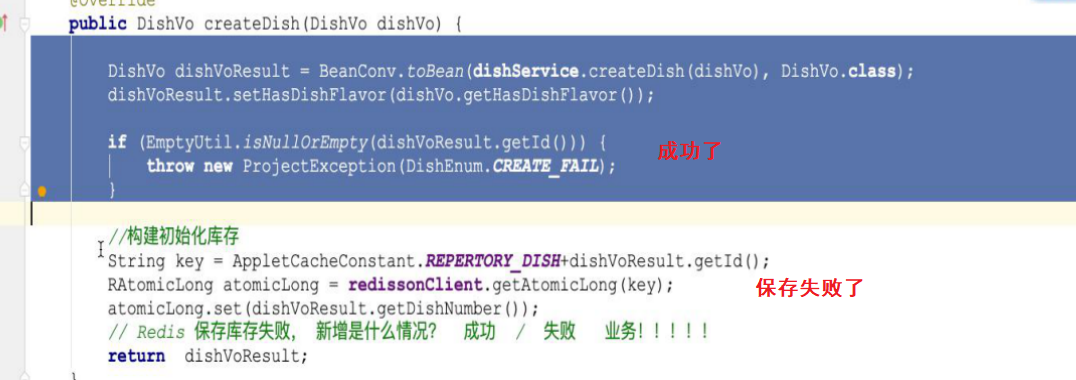 @Override
public DishVo createDish(DishVo dishVo) {
DishVo dishVoResult = BeanConv.toBean(dishService.createDish(dishVo), DishVo.class);
dishVoResult.setHasDishFlavor(dishVo.getHasDishFlavor());
if (EmptyUtil.isNullOrEmpty(dishVoResult.getId())) { 成功了
throw new ProjectException(DishEnum.CREATE_FAIL);
}
//构建初始化库存
String key = AppletCacheConstant.REPERTORY_DISH+dishVoResult.getId();
RAtomicLong atomicLong = redissonClient.getAtomicLong(key); 保存失败了
atomicLong.set(dishVoResult.getDishNumber());
// Redis 保存库存失败, 新增是什么情况? 成功 / 失败 业务!!!!!
return dishVoResult;
}